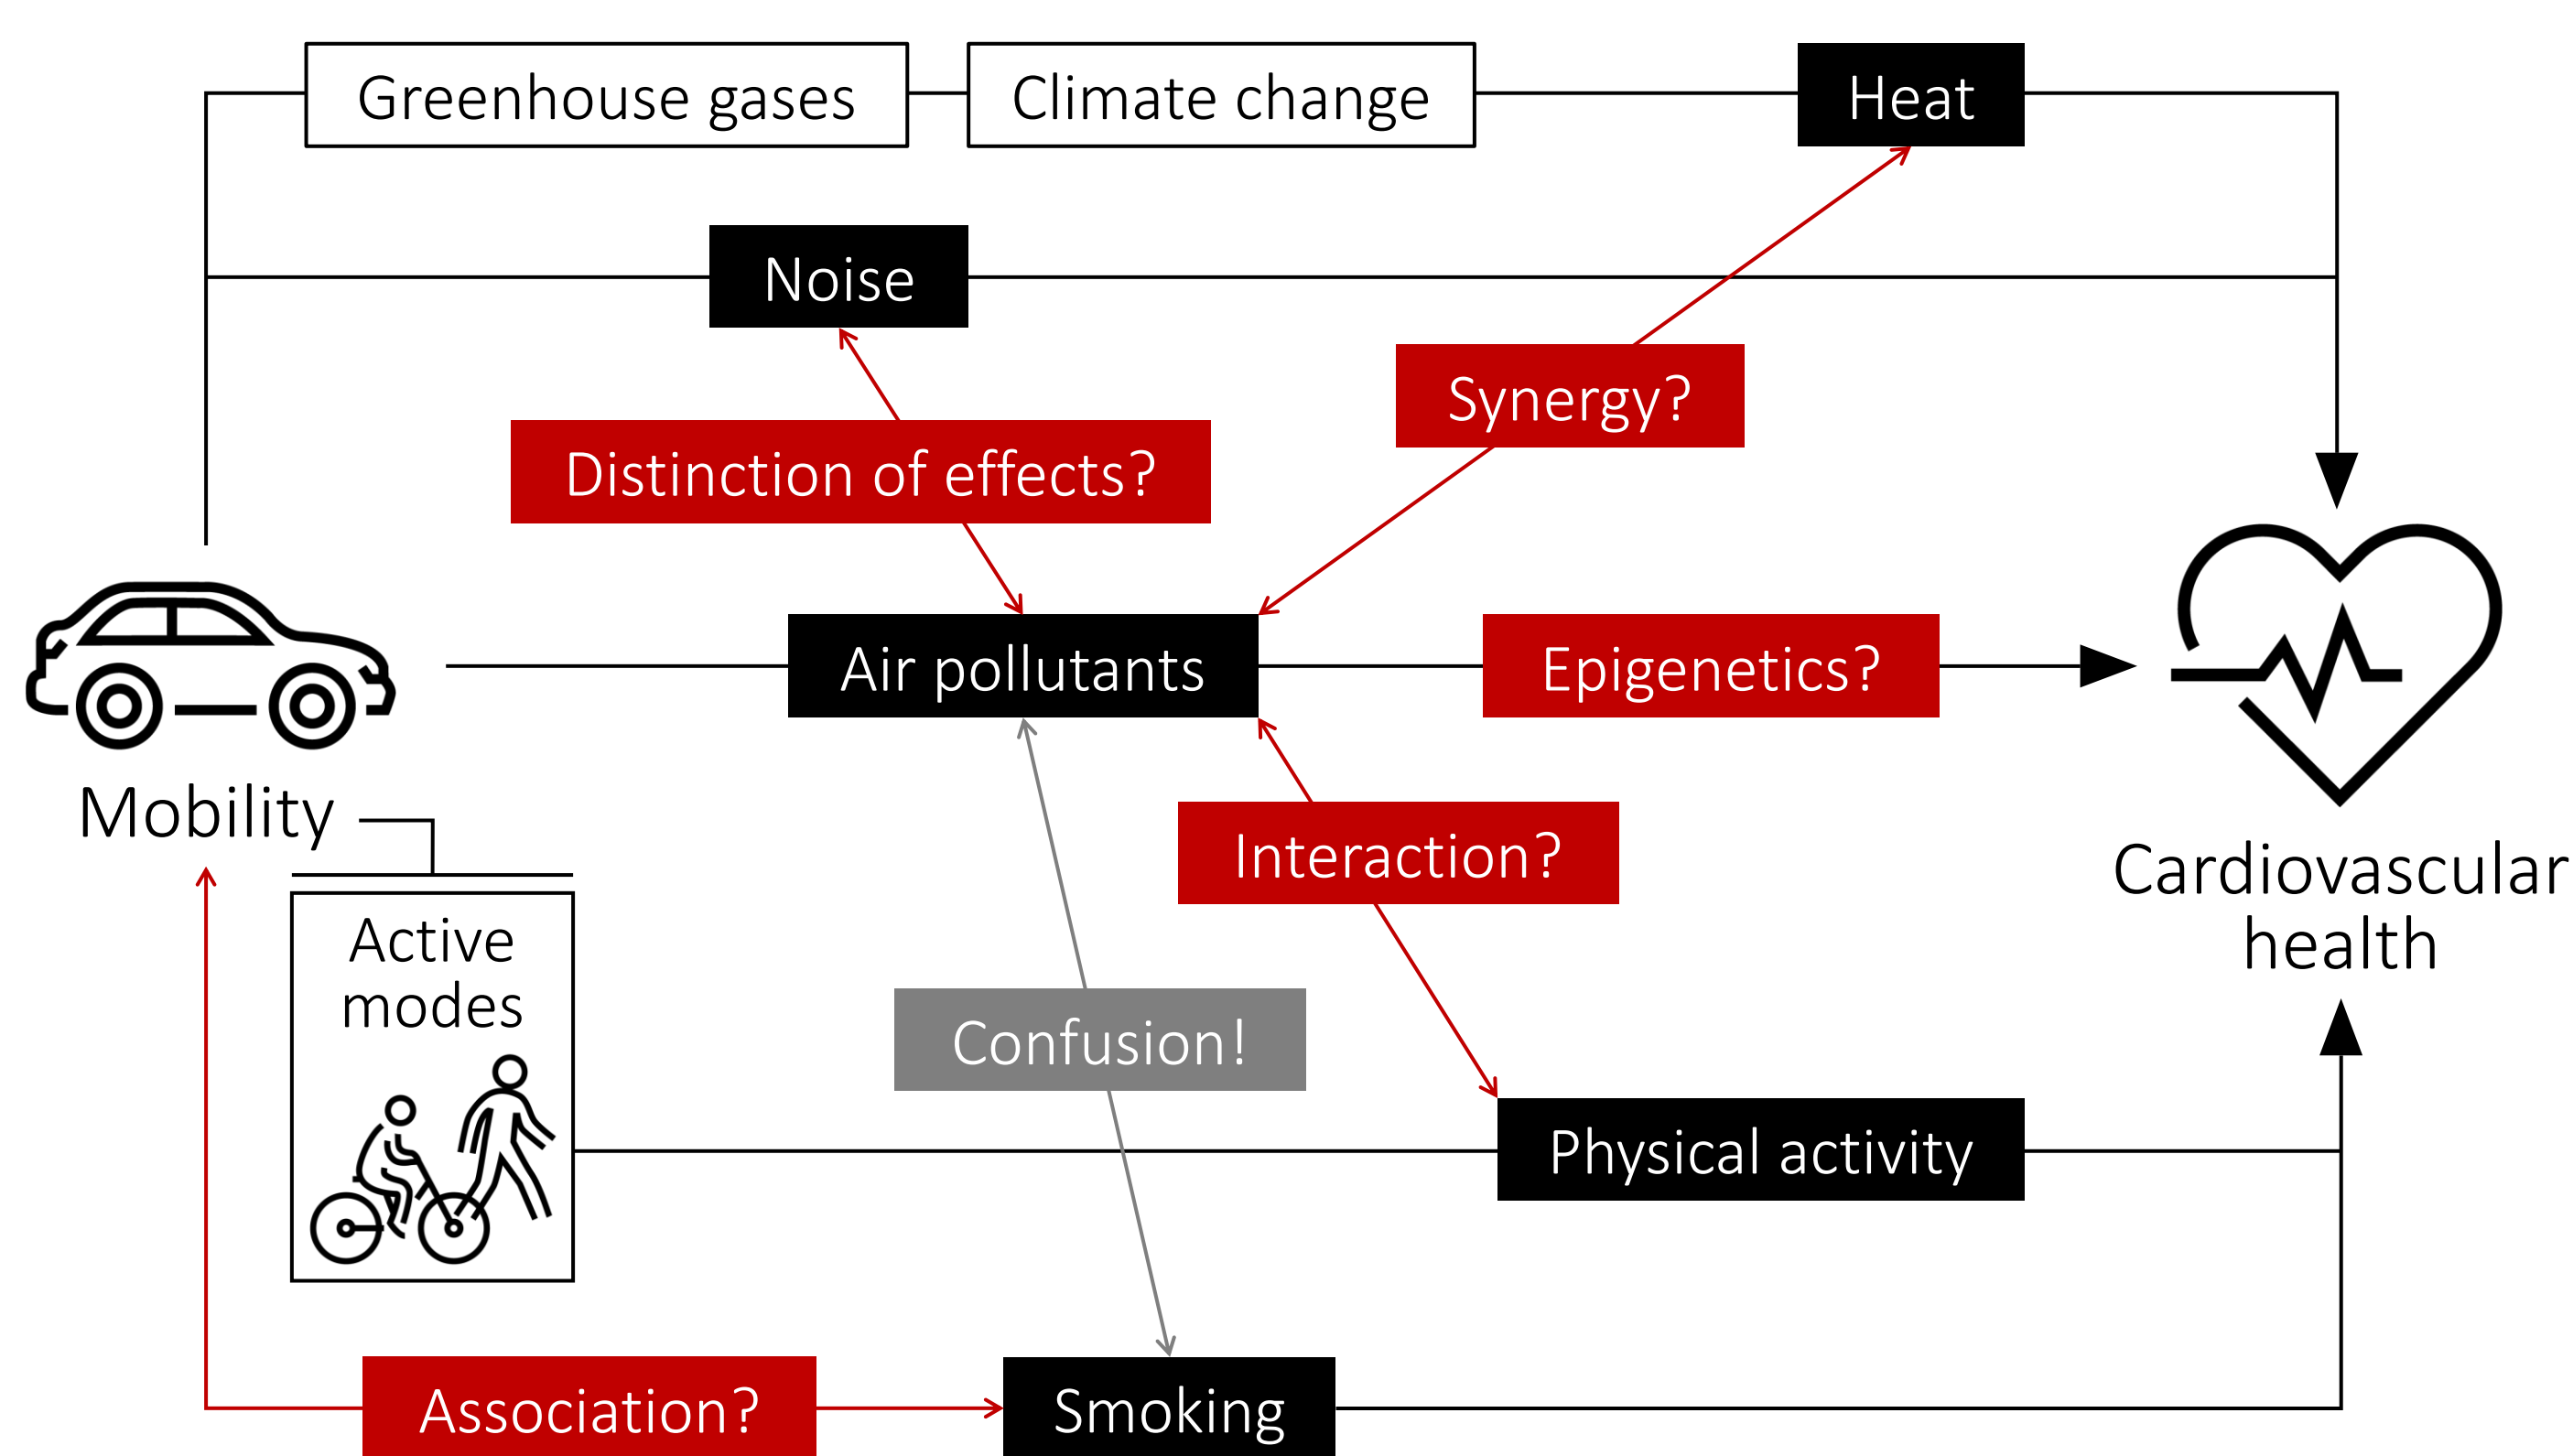 Greenhouse gases
Climate change
Heat
Noise
Synergy?
Distinction of effects?
Air pollutants
Epigenetics?
Mobility
Interaction?
Cardiovascular
health
Active
modes
Confusion!
Physical activity
Association?
Smoking